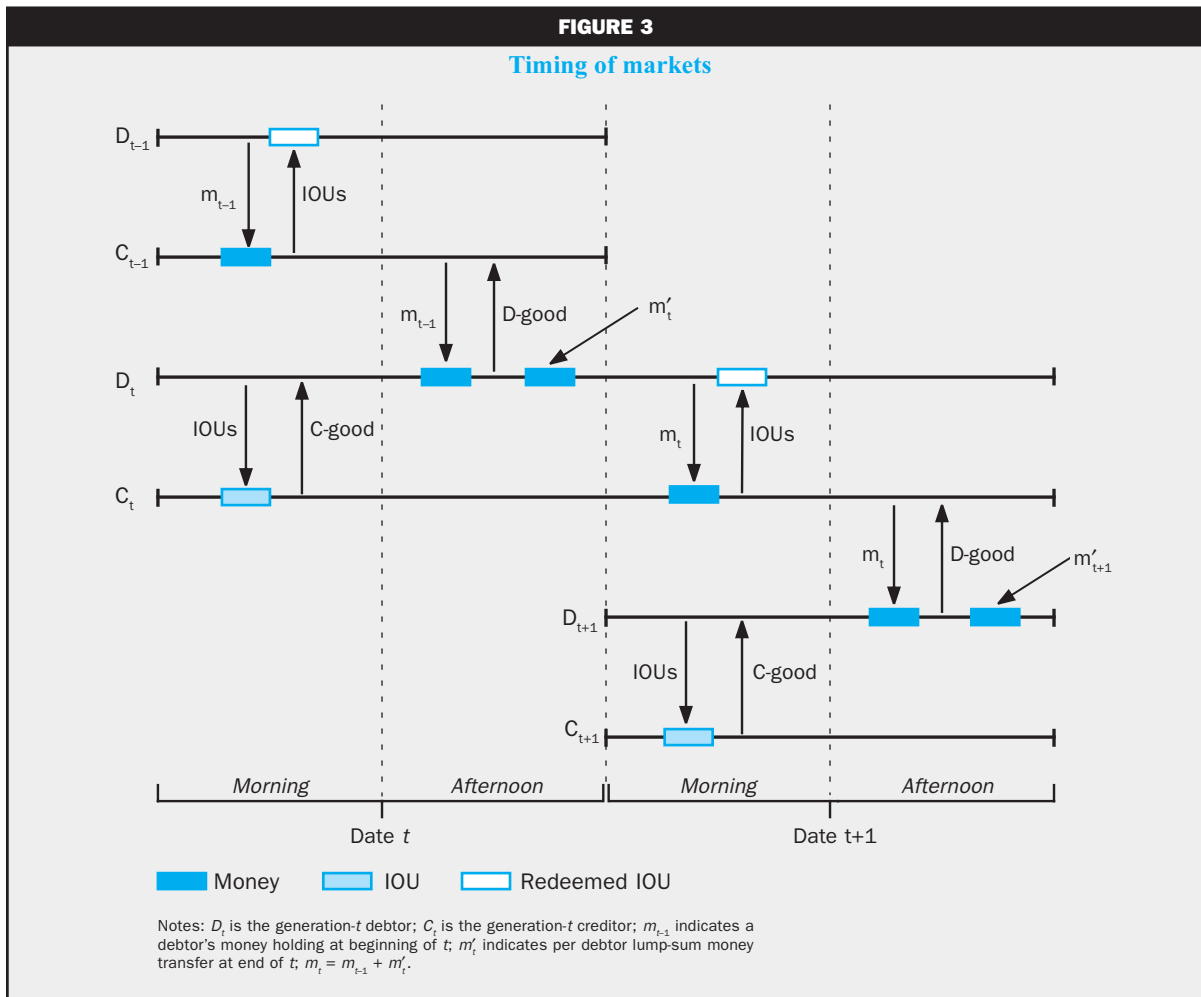 FIGURE 3
Timing of markets
Dₜ₋₁
mₜ₋₁
IOUs
Cₜ₋₁
mₜ₋₁
D-good
m′ₜ
Dₜ
IOUs
C-good
mₜ
IOUs
Cₜ
mₜ
D-good
m′ₜ₊₁
Dₜ₊₁
IOUs
C-good
Cₜ₊₁
Morning
Afternoon
Morning
Afternoon
Date t
Date t+1
Money
IOU
Redeemed IOU
Notes: Dₜ is the generation-t debtor; Cₜ is the generation-t creditor; mₜ₋₁ indicates a
debtor's money holding at beginning of t; m′ₜ indicates per debtor lump-sum money
transfer at end of t; mₜ = mₜ₋₁ + m′ₜ.